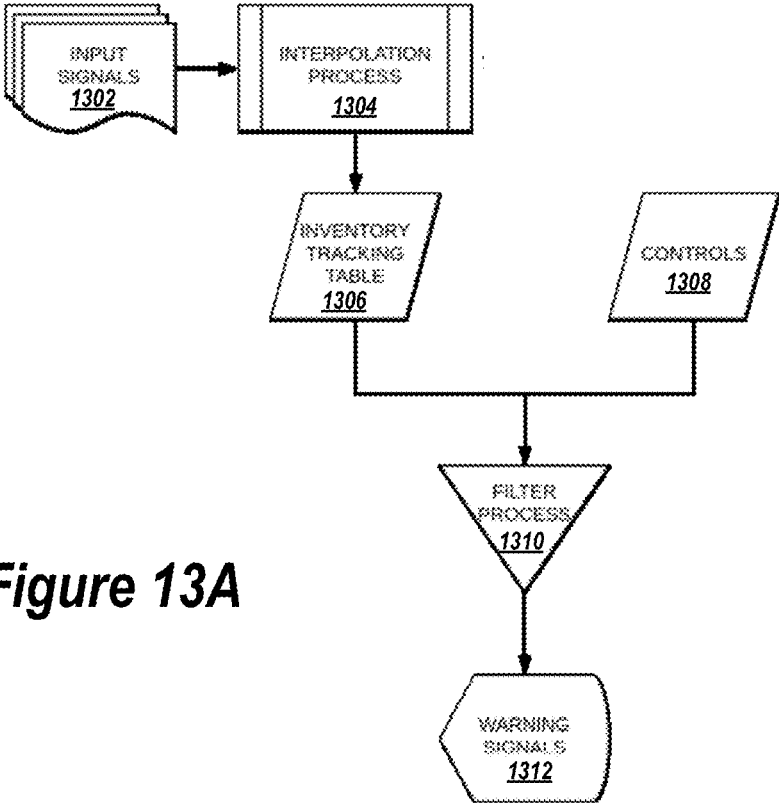 INPUT
SIGNALS
1302
INTERPOLATION
PROCESS
1304
INVENTORY
TRACKING
TABLE
1306
CONTROLS
1308
FILTER
PROCESS
1310
Figure 13A
WARNING
SIGNALS
1312